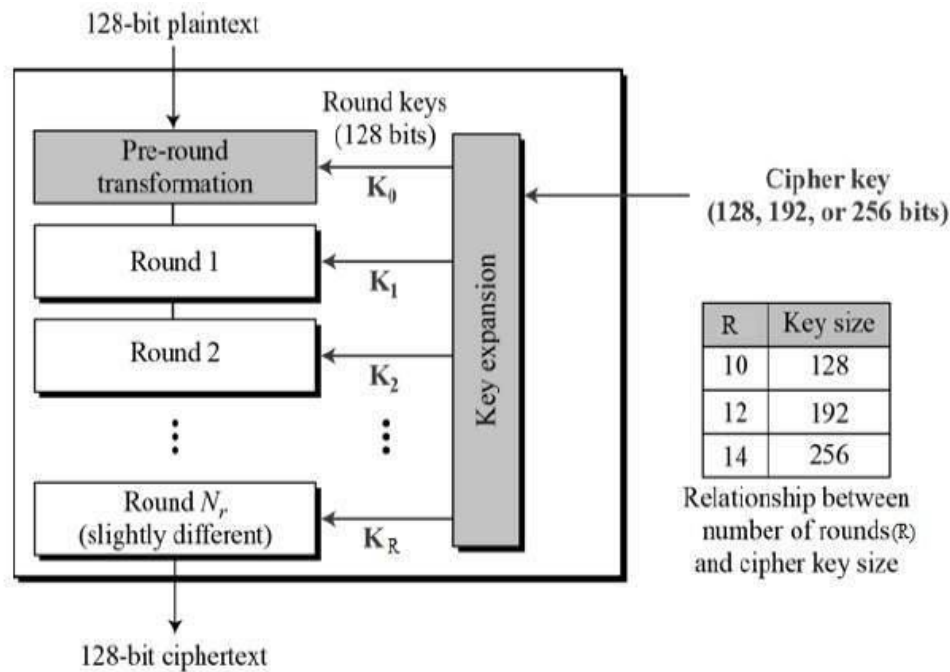 128-bit plaintext
Round keys
(128 bits)
Pre-round
transformation
K0
Cipher key
(128, 192, or 256 bits)
Round 1
K1
Round 2
K2
Key expansion
R Key size
10 128
12 192
14 256
Relationship between
number of rounds(R)
and cipher key size
Round Nr
(slightly different)
KR
128-bit ciphertext